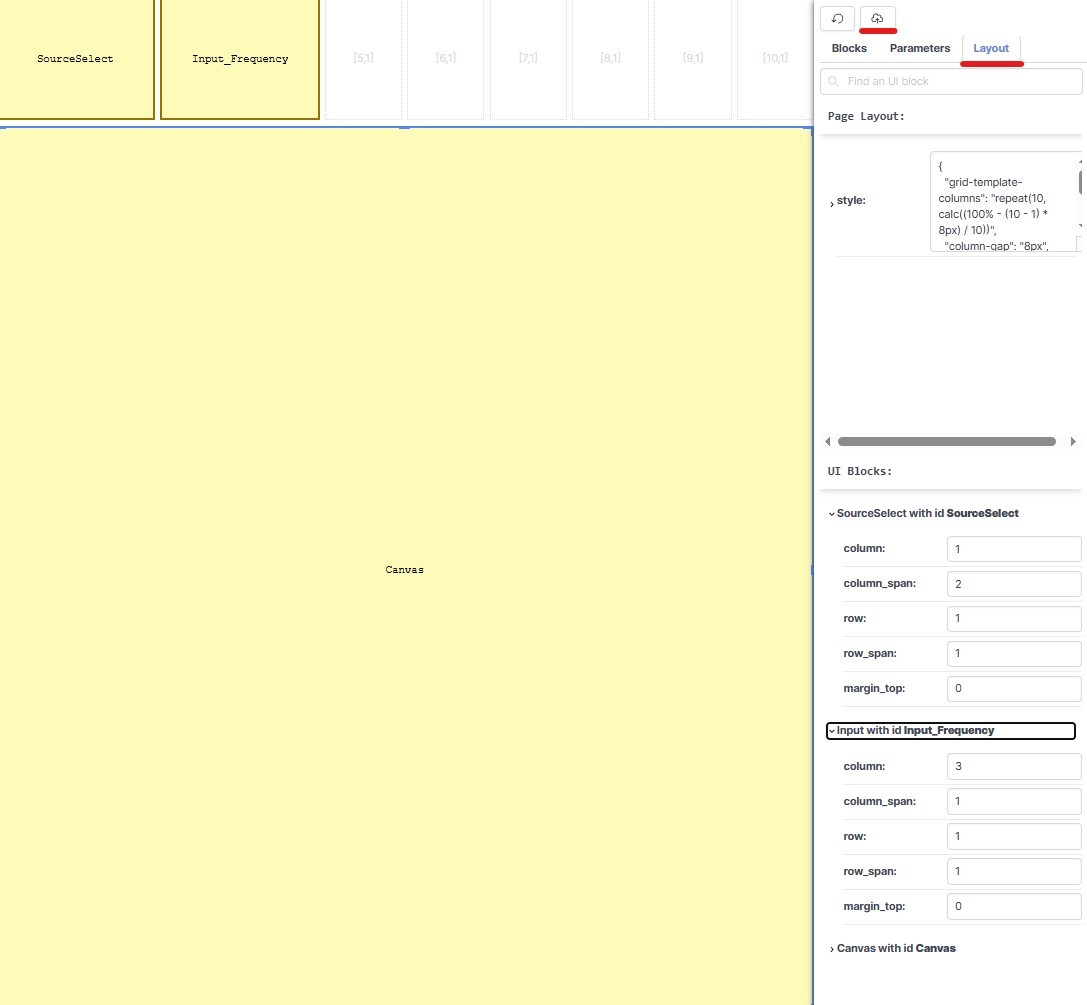 SourceSelect
Input_Frequency
[5,1]
[6,1]
[7,1]
[8,1]
[9,1]
[10,1]
Canvas
Blocks
Parameters
Layout
Find an UI block
Page Layout:
style:
{
"grid-template-
columns": "repeat(10,
calc((100% - (10 - 1) *
8px) / 10))",
"column-gap": "8px",
UI Blocks:
SourceSelect with id SourceSelect
column: 1
column_span: 2
row: 1
row_span: 1
margin_top: 0
Input with id Input_Frequency
column: 3
column_span: 1
row: 1
row_span: 1
margin_top: 0
Canvas with id Canvas